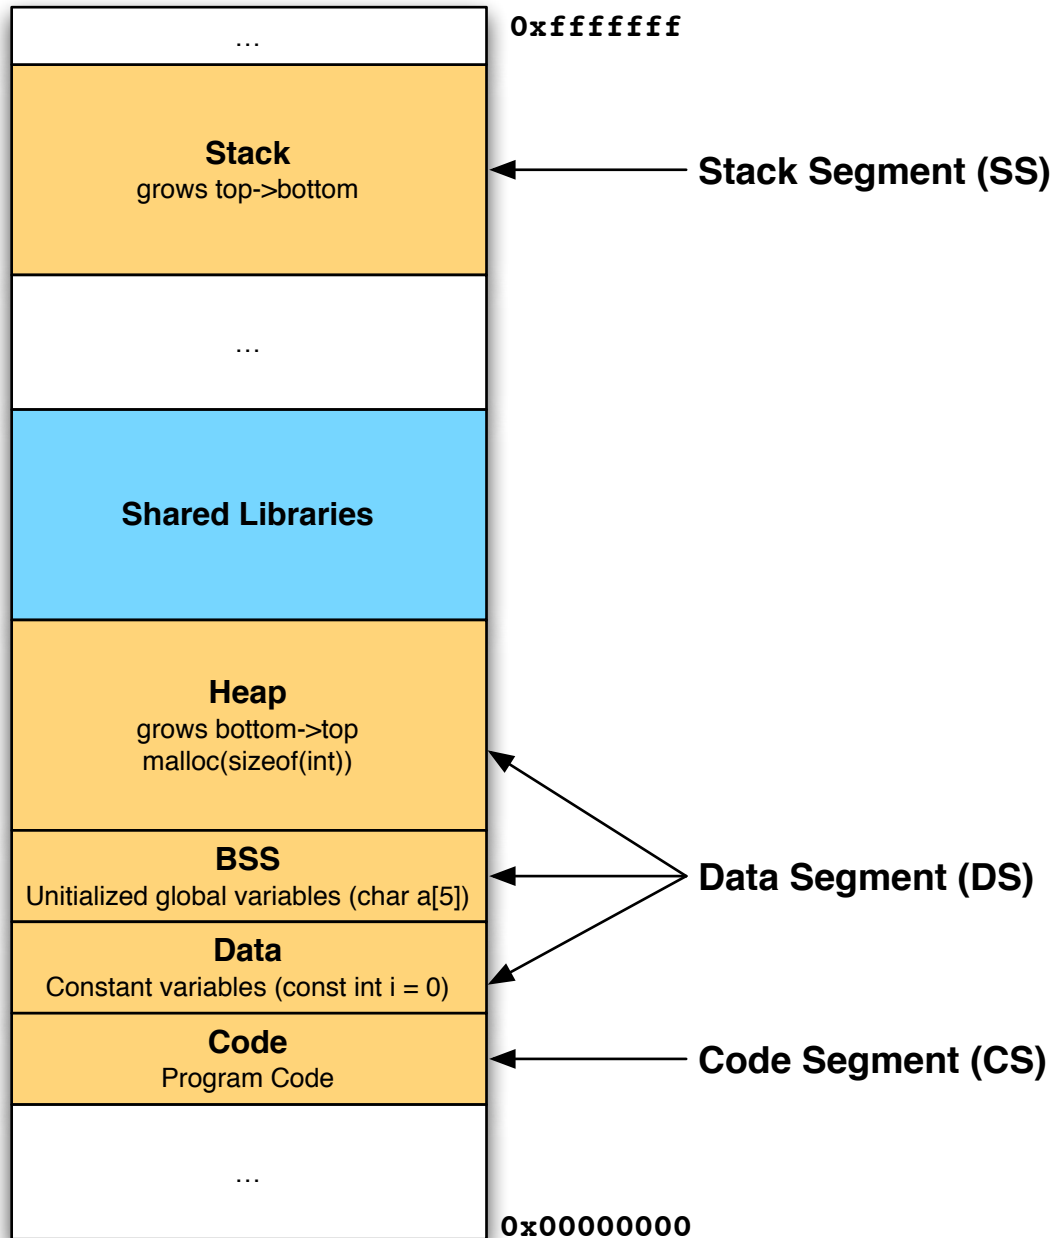 0xfffffff
...
Stack
grows top->bottom
Stack Segment (SS)
...
Shared Libraries
Heap
grows bottom->top
malloc(sizeof(int))
BSS
Unitialized global variables (char a[5])
Data Segment (DS)
Data
Constant variables (const int i = 0)
Code
Program Code
Code Segment (CS)
...
0x00000000